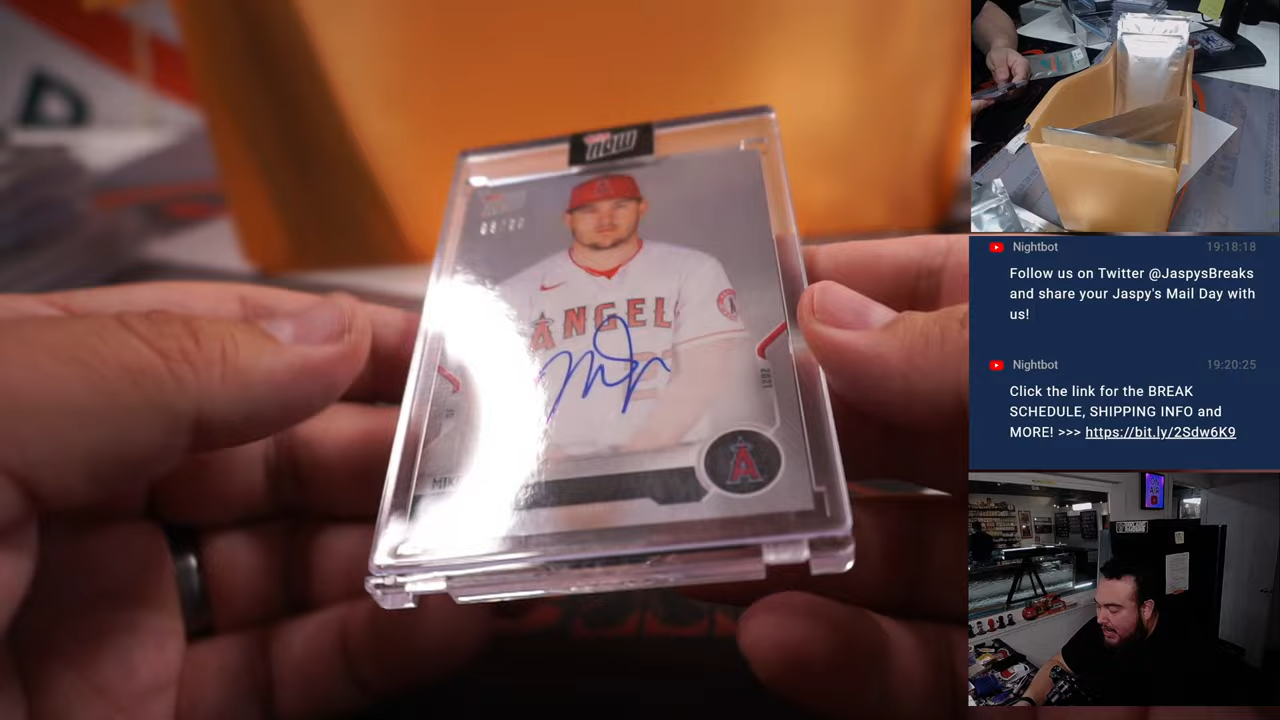 now
ANGEL
2021
MIK
A
Nightbot 19:18:18
Follow us on Twitter @JaspysBreaks
and share your Jaspy's Mail Day with
us!
Nightbot 19:20:25
Click the link for the BREAK
SCHEDULE, SHIPPING INFO and
MORE! >>> https://bit.ly/2Sdw6K9